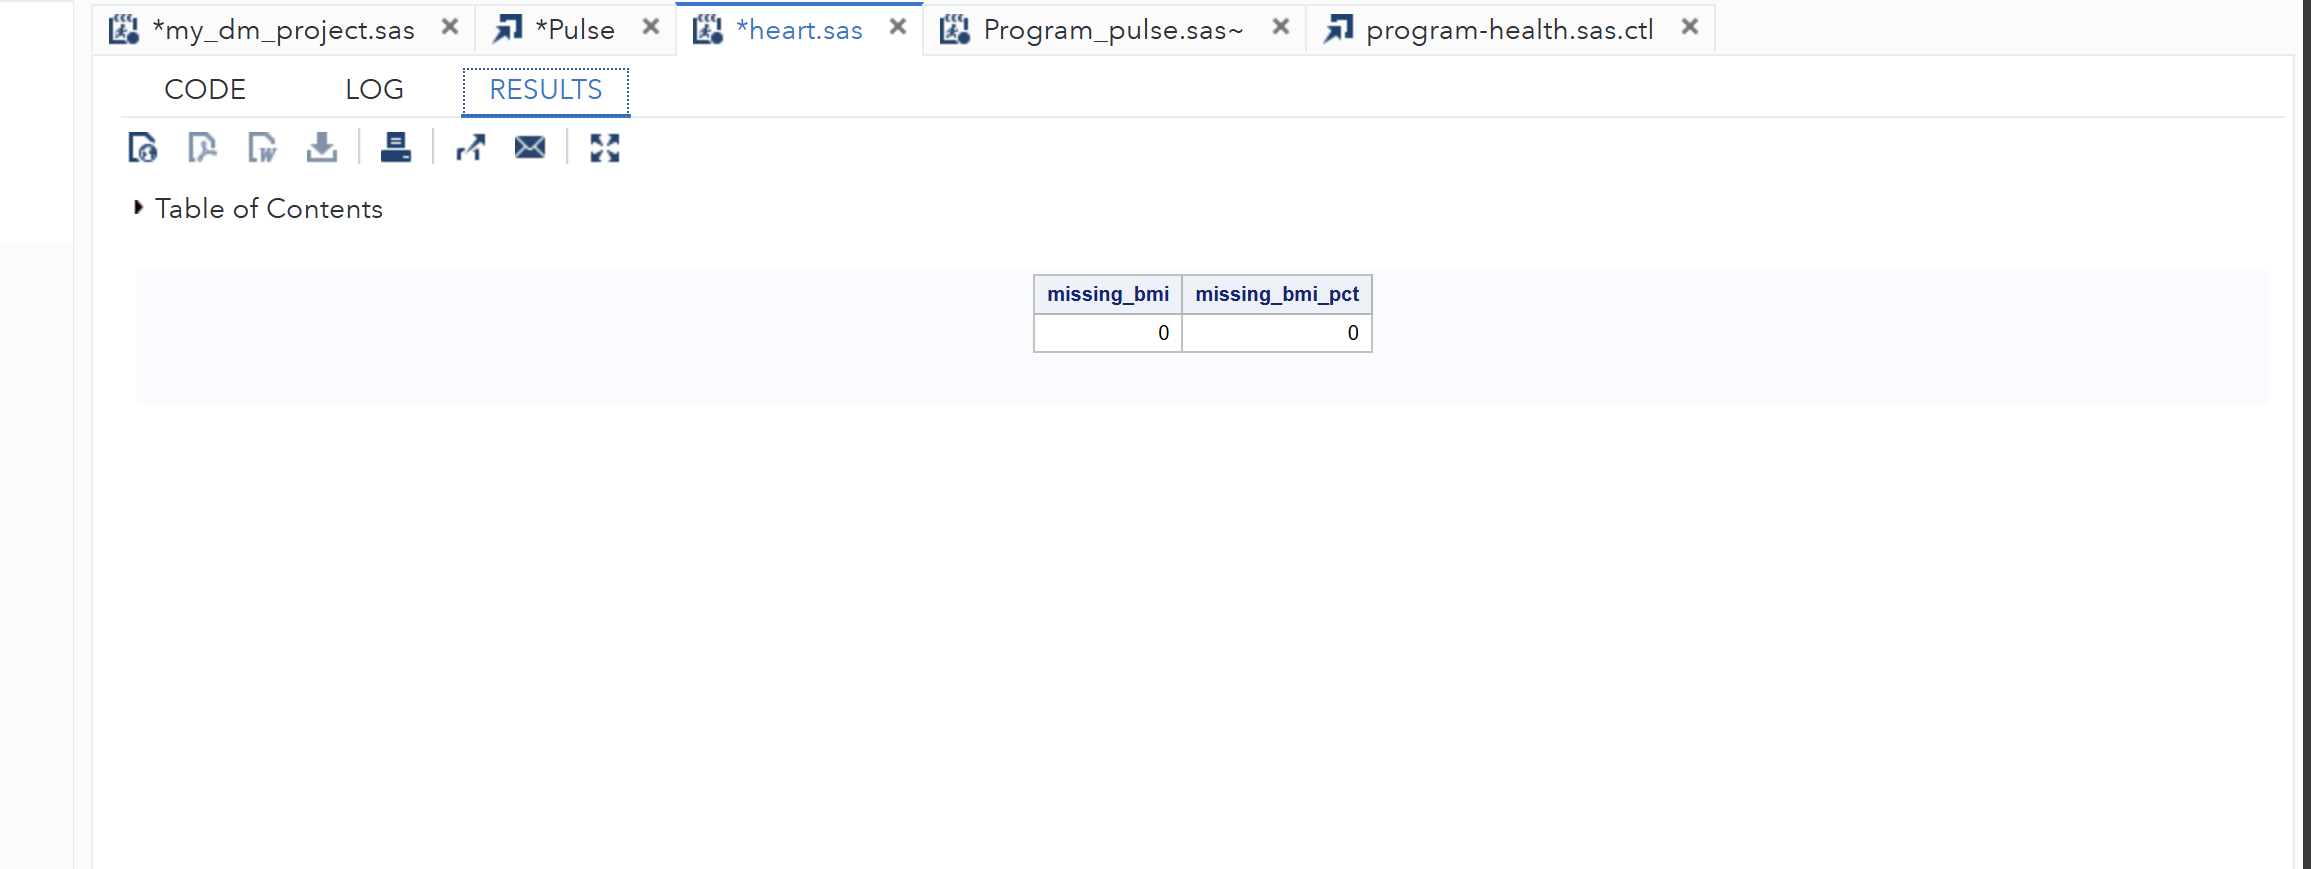 *my_dm_project.sas *Pulse *heart.sas Program_pulse.sas~ program-health.sas.ctl
CODE LOG RESULTS
Table of Contents
missing_bmi missing_bmi_pct
0 0